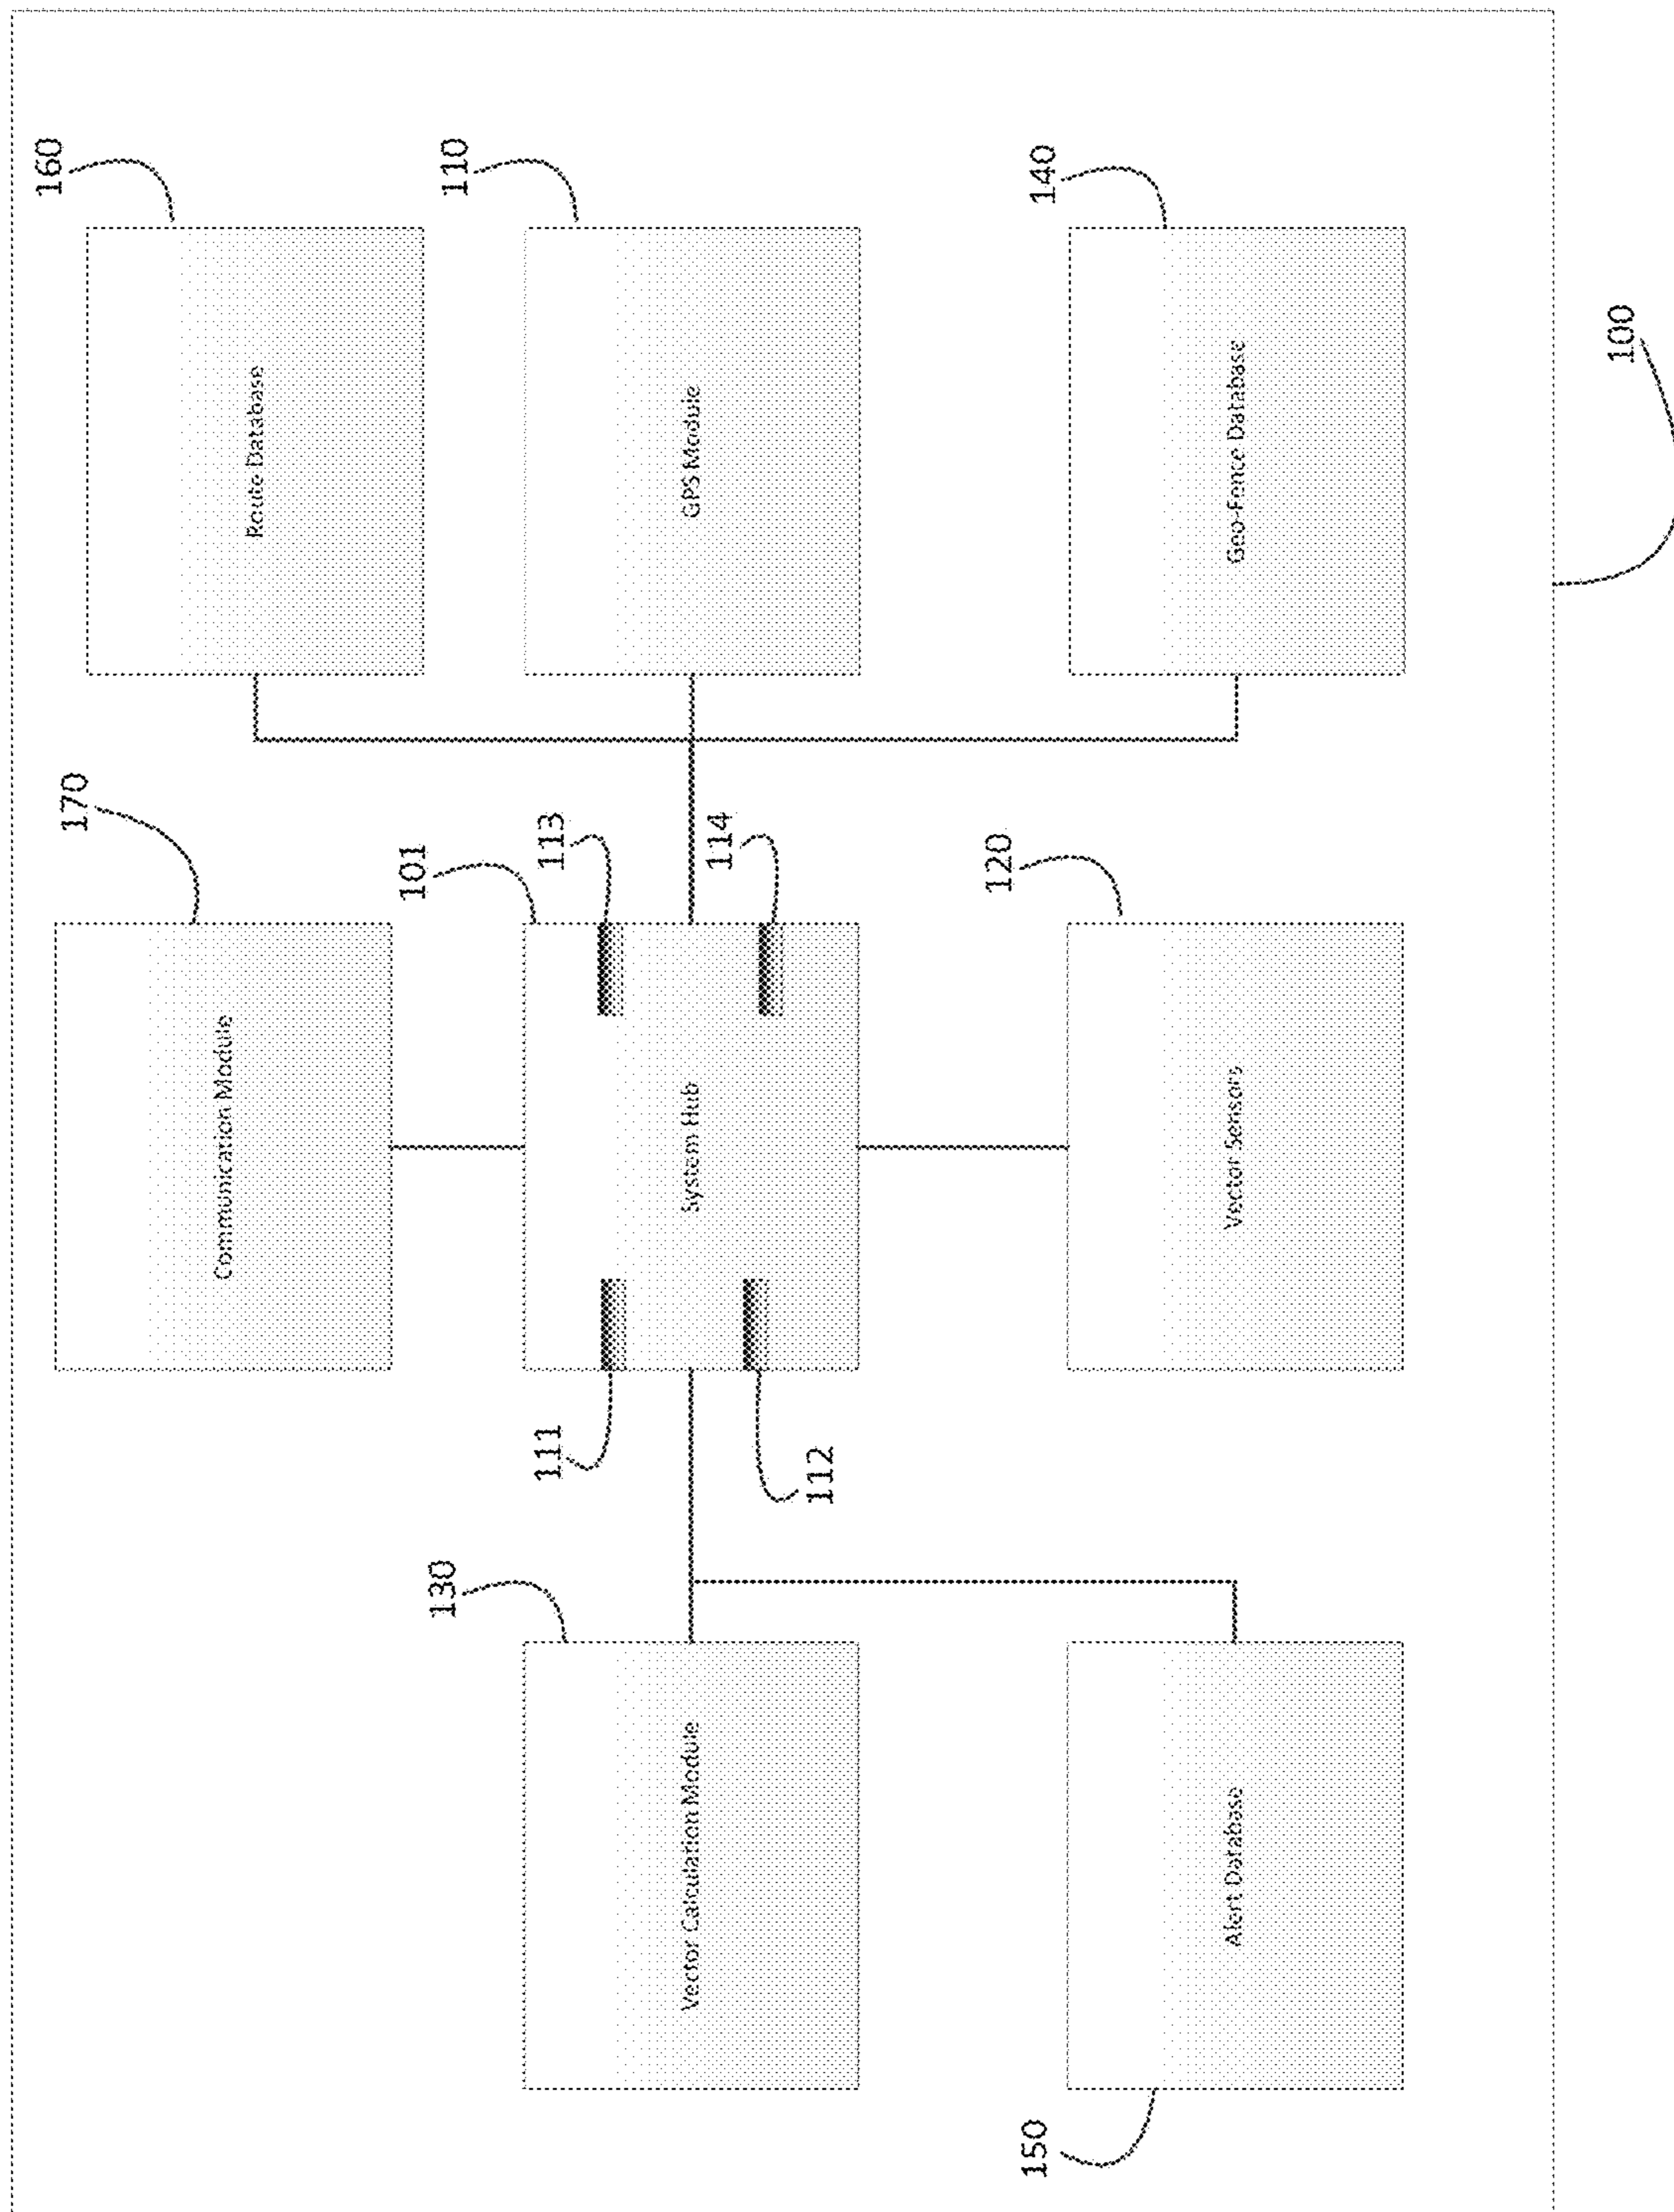 170
160
Communication Module
Route Database
130
101
110
111
113
Vector Calculation Module
System Hub
GPS Module
114
112
150
120
140
Alert Database
Vector Sensors
Geo-Fence Database
100